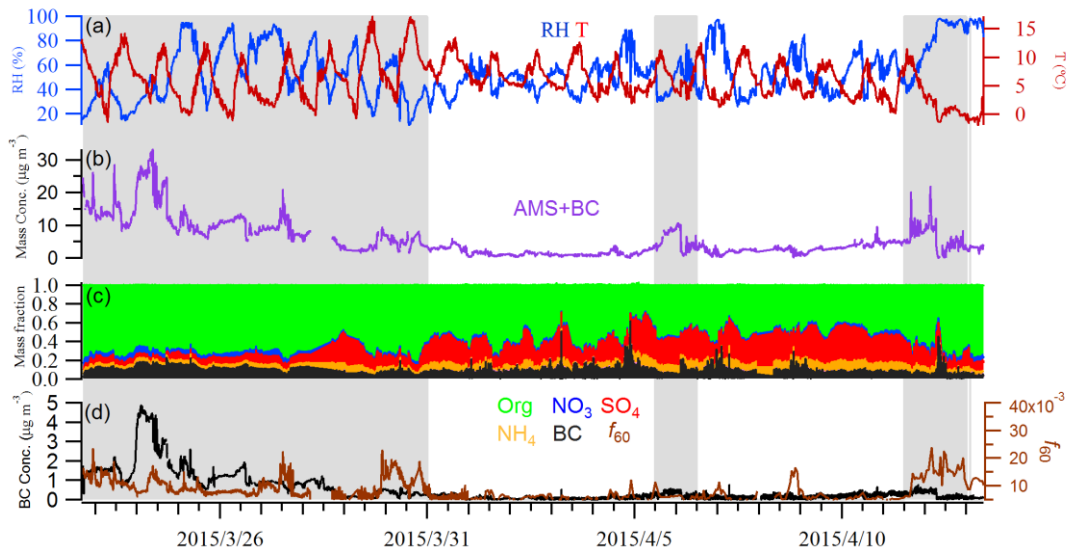 (a)
RH T
100
80
60
40
20
RH (%)
15
10
5
0
T (°C)
(b)
AMS+BC
30
20
10
0
Mass Conc. (µg m⁻³)
(c)
1.0
0.8
0.6
0.4
0.2
0.0
Mass fraction
(d)
Org NO₃ SO₄
NH₄ BC f₆₀
5
4
3
2
1
0
BC Conc. (µg m⁻³)
40x10⁻³
30
20
10
f₆₀
2015/3/26 2015/3/31 2015/4/5 2015/4/10